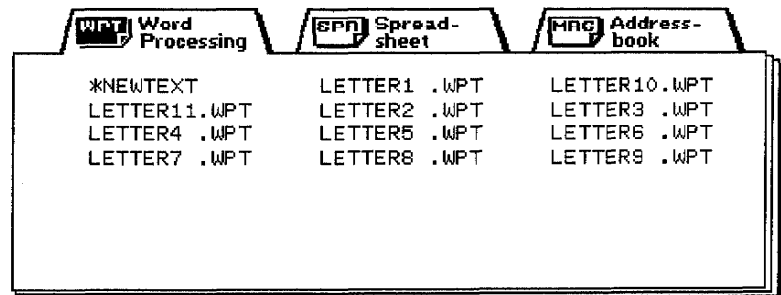 WPT Word Processing
SPD Spread-sheet
MNG Address-book
*NEWTEXT LETTER1 .WPT LETTER10.WPT
LETTER11.WPT LETTER2 .WPT LETTER3 .WPT
LETTER4 .WPT LETTER5 .WPT LETTER6 .WPT
LETTER7 .WPT LETTER8 .WPT LETTER9 .WPT